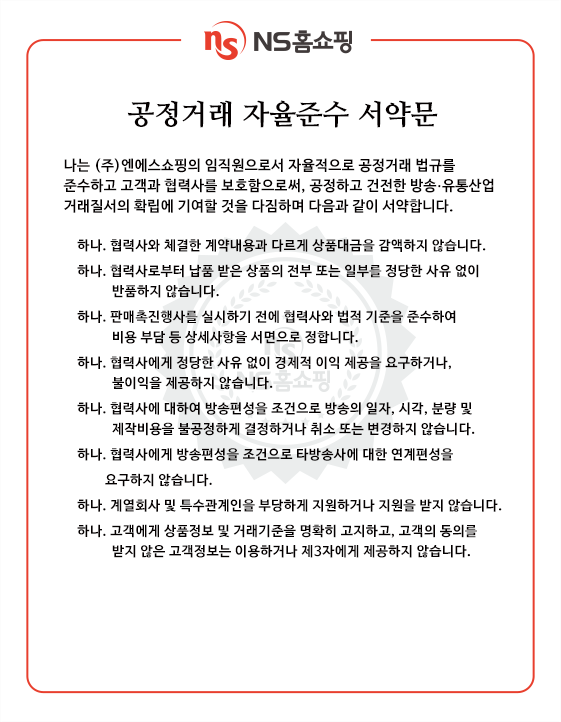 ns NS홈쇼핑
공정거래 자율준수 서약문
나는 (주)엔에스쇼핑의 임직원으로서 자율적으로 공정거래 법규를
준수하고 고객과 협력사를 보호함으로써, 공정하고 건전한 방송·유통산업
거래질서의 확립에 기여할 것을 다짐하며 다음과 같이 서약합니다.
하나. 협력사와 체결한 계약내용과 다르게 상품대금을 감액하지 않습니다.
하나. 협력사로부터 납품 받은 상품의 전부 또는 일부를 정당한 사유 없이
반품하지 않습니다.
하나. 판매촉진행사를 실시하기 전에 협력사와 법적 기준을 준수하여
비용 부담 등 상세사항을 서면으로 정합니다.
하나. 협력사에게 정당한 사유 없이 경제적 이익 제공을 요구하거나,
불이익을 제공하지 않습니다.
NS홈쇼핑
하나. 협력사에 대하여 방송편성을 조건으로 방송의 일자, 시각, 분량 및
제작비용을 불공정하게 결정하거나 취소 또는 변경하지 않습니다.
하나. 협력사에게 방송편성을 조건으로 타방송사에 대한 연계편성을
요구하지 않습니다.
하나. 계열회사 및 특수관계인을 부당하게 지원하거나 지원을 받지 않습니다.
하나. 고객에게 상품정보 및 거래기준을 명확히 고지하고, 고객의 동의를
받지 않은 고객정보는 이용하거나 제3자에게 제공하지 않습니다.